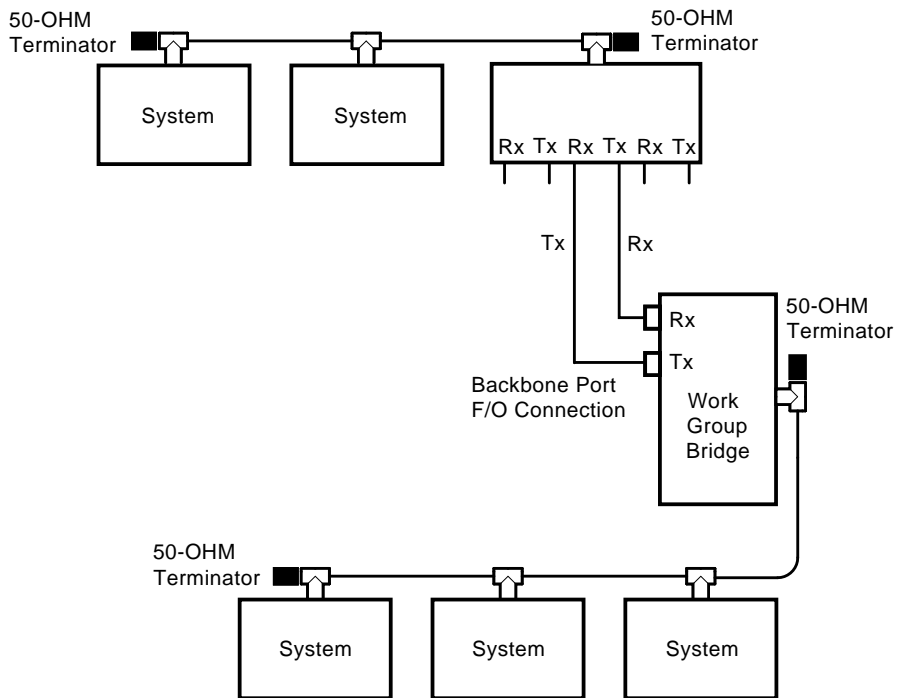 50-OHM
Terminator
50-OHM
Terminator
System
System
Rx Tx Rx Tx Rx Tx
Tx
Rx
50-OHM
Terminator
Rx
Tx
Backbone Port
F/O Connection
Work
Group
Bridge
50-OHM
Terminator
System
System
System